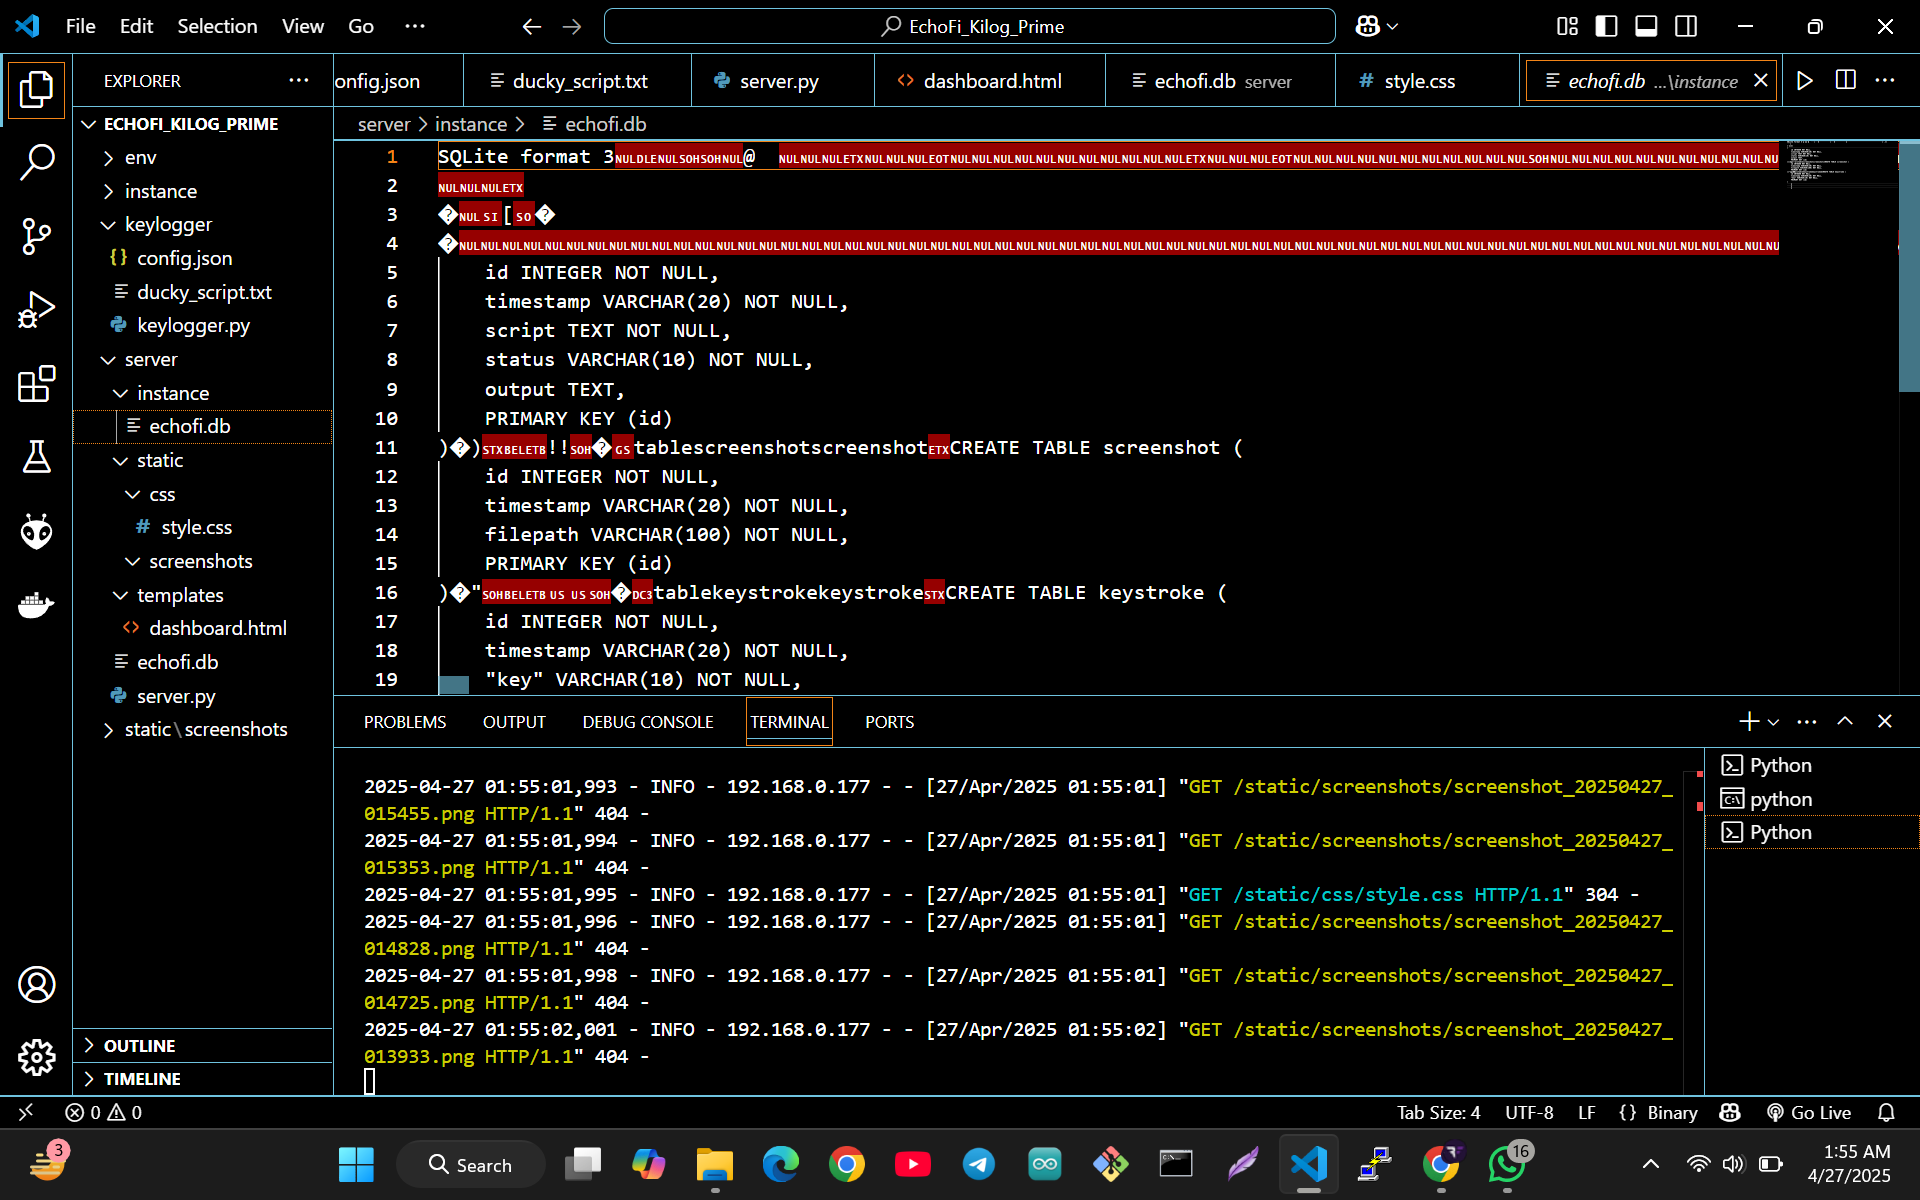 File Edit Selection View Go ··· EchoFi_Kilog_Prime
EXPLORER ···
onfig.json ducky_script.txt server.py dashboard.html echofi.db server style.css echofi.db ...\instance
ECHOFI_KILOG_PRIME
env
instance
keylogger
config.json
ducky_script.txt
keylogger.py
server
instance
echofi.db
static
css
style.css
screenshots
templates
dashboard.html
echofi.db
server.py
static\screenshots
OUTLINE
TIMELINE
server > instance > echofi.db
1 SQLite format 3NULDLENULSOHSOHNUL@
2 NULNULNULETX
3 �NULSI[SO�
4 �
5 id INTEGER NOT NULL,
6 timestamp VARCHAR(20) NOT NULL,
7 script TEXT NOT NULL,
8 status VARCHAR(10) NOT NULL,
9 output TEXT,
10 PRIMARY KEY (id)
11 )�)STXBELETB!!SOH�GStablescreenshotscreenshotETXCREATE TABLE screenshot (
12 id INTEGER NOT NULL,
13 timestamp VARCHAR(20) NOT NULL,
14 filepath VARCHAR(100) NOT NULL,
15 PRIMARY KEY (id)
16 )�"SOHBELETBUSUSSOH�DC3tablekeystrokekeystrokeSTXCREATE TABLE keystroke (
17 id INTEGER NOT NULL,
18 timestamp VARCHAR(20) NOT NULL,
19 "key" VARCHAR(10) NOT NULL,
PROBLEMS OUTPUT DEBUG CONSOLE TERMINAL PORTS
2025-04-27 01:55:01,993 - INFO - 192.168.0.177 - - [27/Apr/2025 01:55:01] "GET /static/screenshots/screenshot_20250427_
015455.png HTTP/1.1" 404 -
2025-04-27 01:55:01,994 - INFO - 192.168.0.177 - - [27/Apr/2025 01:55:01] "GET /static/screenshots/screenshot_20250427_
015353.png HTTP/1.1" 404 -
2025-04-27 01:55:01,995 - INFO - 192.168.0.177 - - [27/Apr/2025 01:55:01] "GET /static/css/style.css HTTP/1.1" 304 -
2025-04-27 01:55:01,996 - INFO - 192.168.0.177 - - [27/Apr/2025 01:55:01] "GET /static/screenshots/screenshot_20250427_
014828.png HTTP/1.1" 404 -
2025-04-27 01:55:01,998 - INFO - 192.168.0.177 - - [27/Apr/2025 01:55:01] "GET /static/screenshots/screenshot_20250427_
014725.png HTTP/1.1" 404 -
2025-04-27 01:55:02,001 - INFO - 192.168.0.177 - - [27/Apr/2025 01:55:02] "GET /static/screenshots/screenshot_20250427_
013933.png HTTP/1.1" 404 -
Python
python
Python
0 0 Tab Size: 4 UTF-8 LF {} Binary Go Live
3 Search 16 1:55 AM
4/27/2025